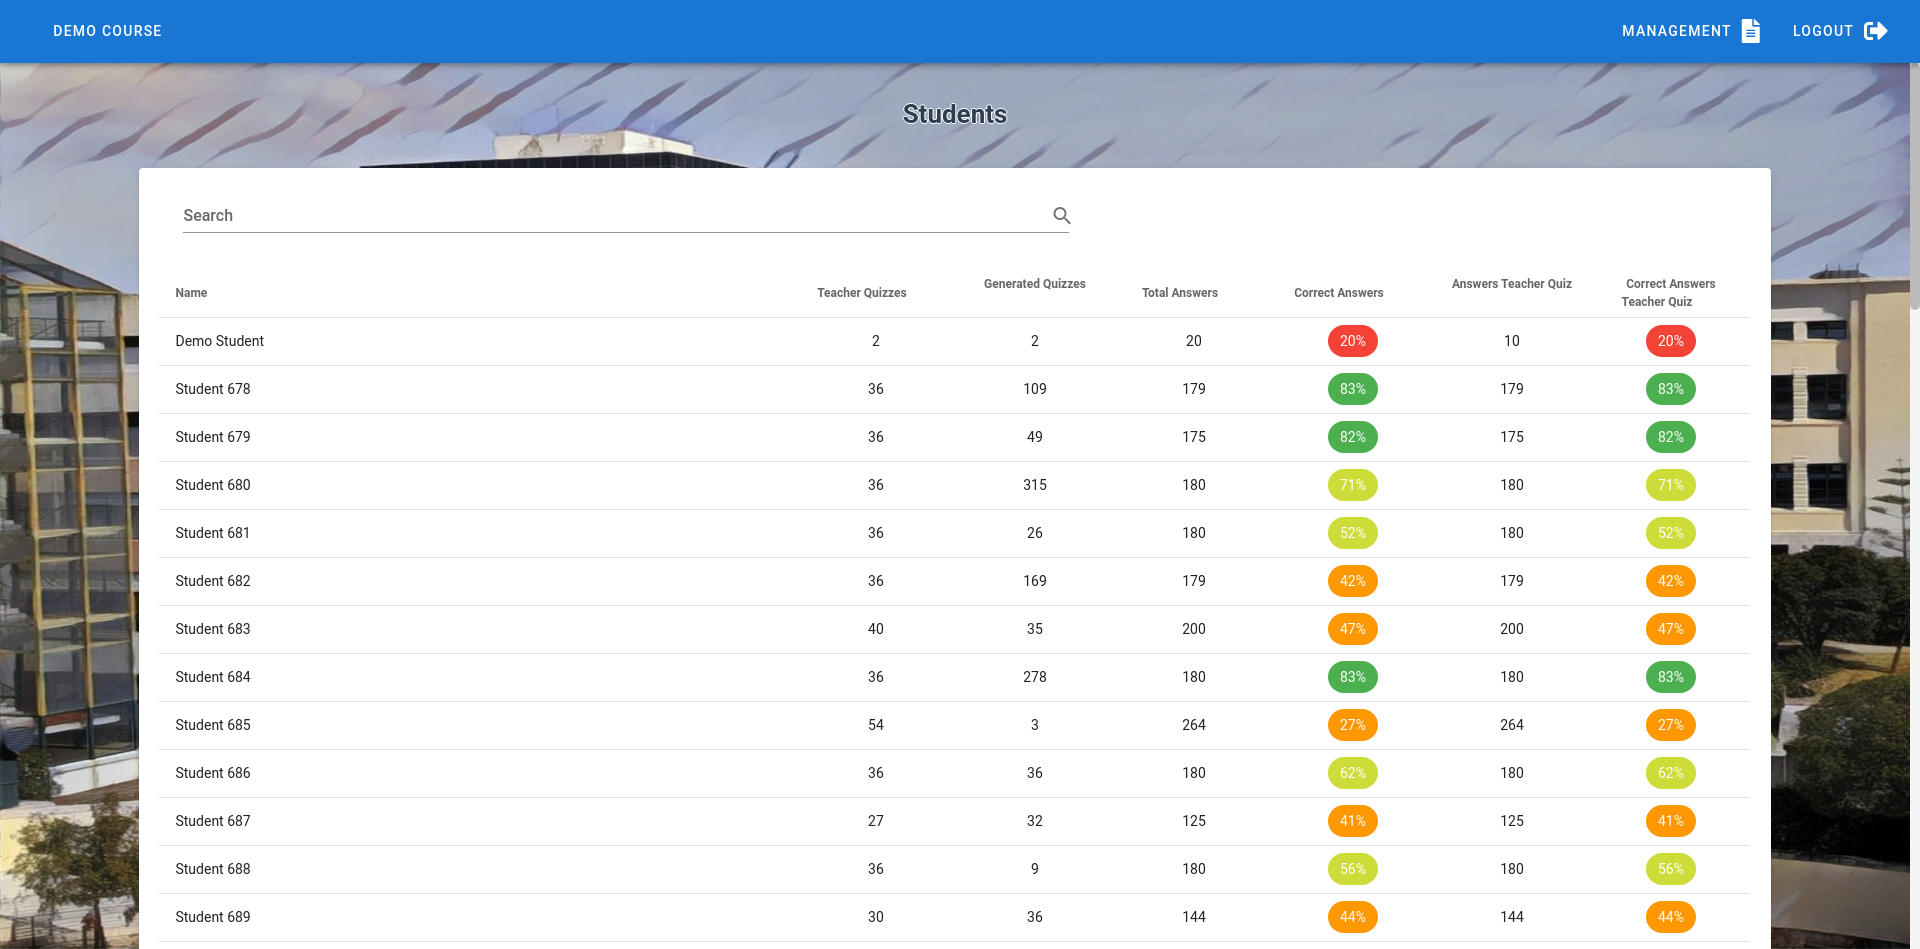 DEMO COURSE MANAGEMENT LOGOUT
Students
Search
Name Teacher Quizzes Generated Quizzes Total Answers Correct Answers Answers Teacher Quiz Correct Answers
Teacher Quiz
Demo Student 2 2 20 20% 10 20%
Student 678 36 109 179 83% 179 83%
Student 679 36 49 175 82% 175 82%
Student 680 36 315 180 71% 180 71%
Student 681 36 26 180 52% 180 52%
Student 682 36 169 179 42% 179 42%
Student 683 40 35 200 47% 200 47%
Student 684 36 278 180 83% 180 83%
Student 685 54 3 264 27% 264 27%
Student 686 36 36 180 62% 180 62%
Student 687 27 32 125 41% 125 41%
Student 688 36 9 180 56% 180 56%
Student 689 30 36 144 44% 144 44%